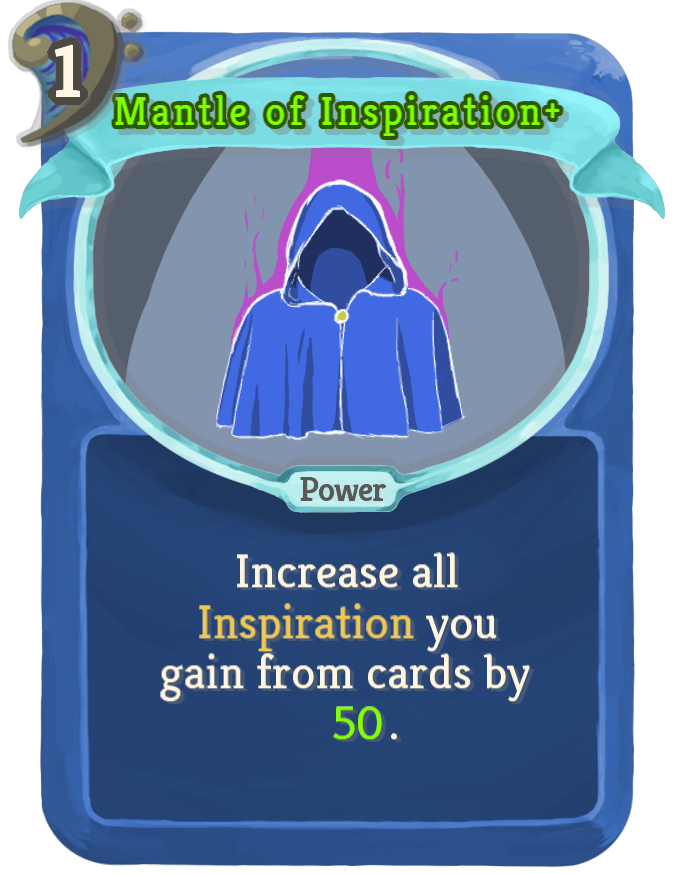 1
Mantle of Inspiration+
Power
Increase all
Inspiration you
gain from cards by
50.